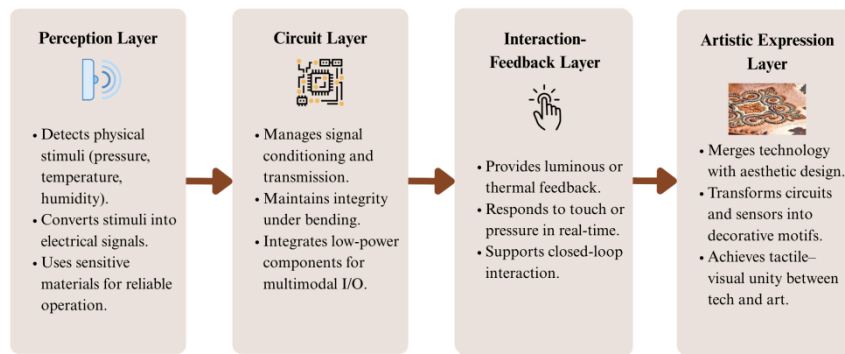 Perception Layer
• Detects physical
stimuli (pressure,
temperature,
humidity).
• Converts stimuli into
electrical signals.
• Uses sensitive
materials for reliable
operation.
Circuit Layer
• Manages signal
conditioning and
transmission.
• Maintains integrity
under bending.
• Integrates low-power
components for
multimodal I/O.
Interaction-
Feedback Layer
• Provides luminous or
thermal feedback.
• Responds to touch or
pressure in real-time.
• Supports closed-loop
interaction.
Artistic Expression
Layer
• Merges technology
with aesthetic design.
• Transforms circuits
and sensors into
decorative motifs.
• Achieves tactile–
visual unity between
tech and art.